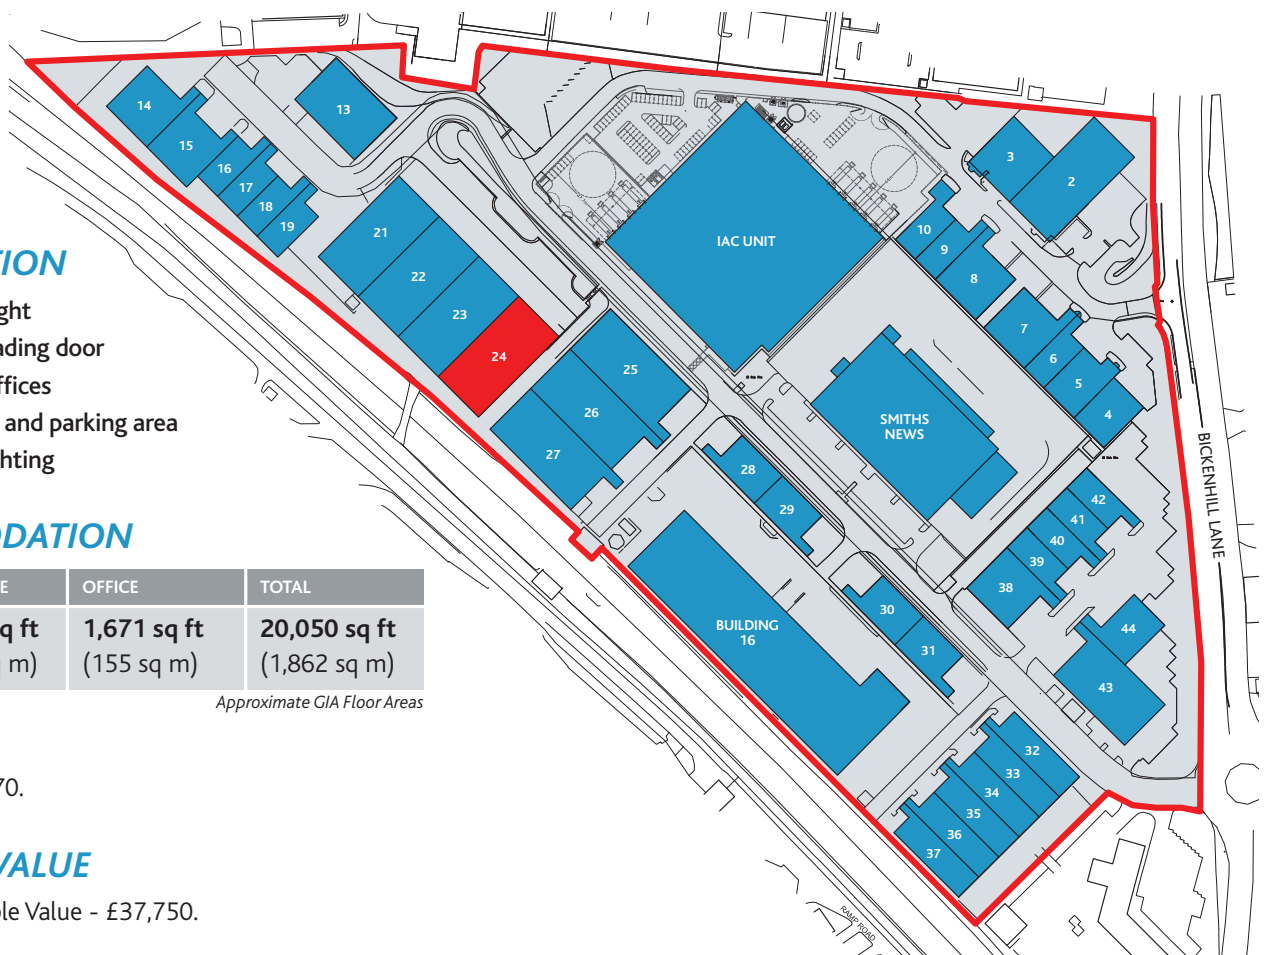 TION
ght
ading door
ffices
and parking area
hting
DATION
E OFFICE TOTAL
q ft 1,671 sq ft 20,050 sq ft
m) (155 sq m) (1,862 sq m)
Approximate GIA Floor Areas
70.
VALUE
le Value - £37,750.
14
15
16
17
18
19
13
21
22
23
24
25
26
27
IAC UNIT
3
2
10
9
8
7
6
5
4
SMITHS
NEWS
28
29
30
31
BUILDING
16
42
41
40
39
38
44
43
32
33
34
35
36
37
BICKENHILL LANE
RAMP ROAD